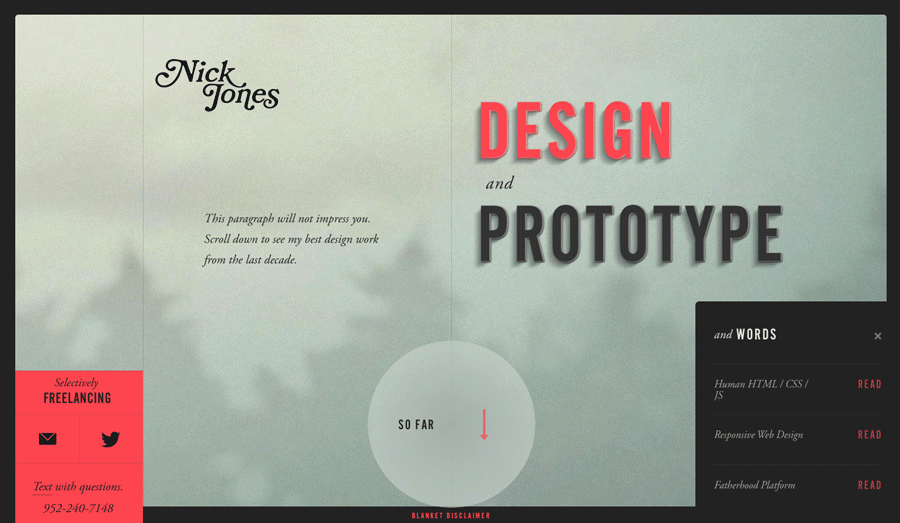 Nick
Jones
DESIGN
and
PROTOTYPE
This paragraph will not impress you.
Scroll down to see my best design work
from the last decade.
and WORDS
×
Human HTML / CSS /
JS
READ
Responsive Web Design
READ
Fatherhood Platform
READ
Selectively
FREELANCING
Text with questions.
952-240-7148
SO FAR
BLANKET DISCLAIMER